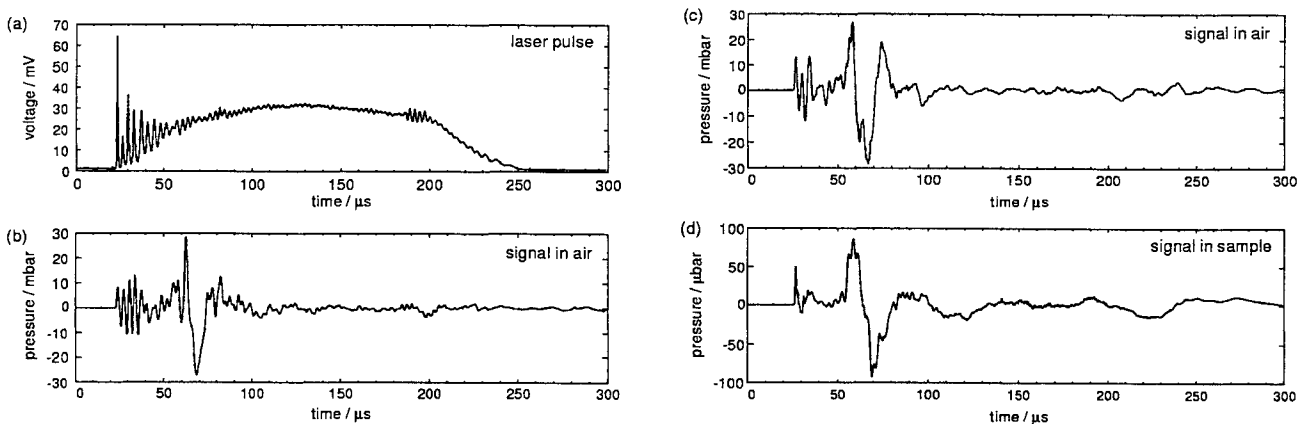 (a)
laser pulse
voltage / mV
70
60
50
40
30
20
10
0
0 50 100 150 200 250 300
time / µs
(b)
signal in air
pressure / mbar
30
20
10
0
-10
-20
-30
0 50 100 150 200 250 300
time / µs
(c)
signal in air
pressure / mbar
30
20
10
0
-10
-20
-30
0 50 100 150 200 250 300
time / µs
(d)
signal in sample
pressure / µbar
100
50
0
-50
-100
0 50 100 150 200 250 300
time / µs